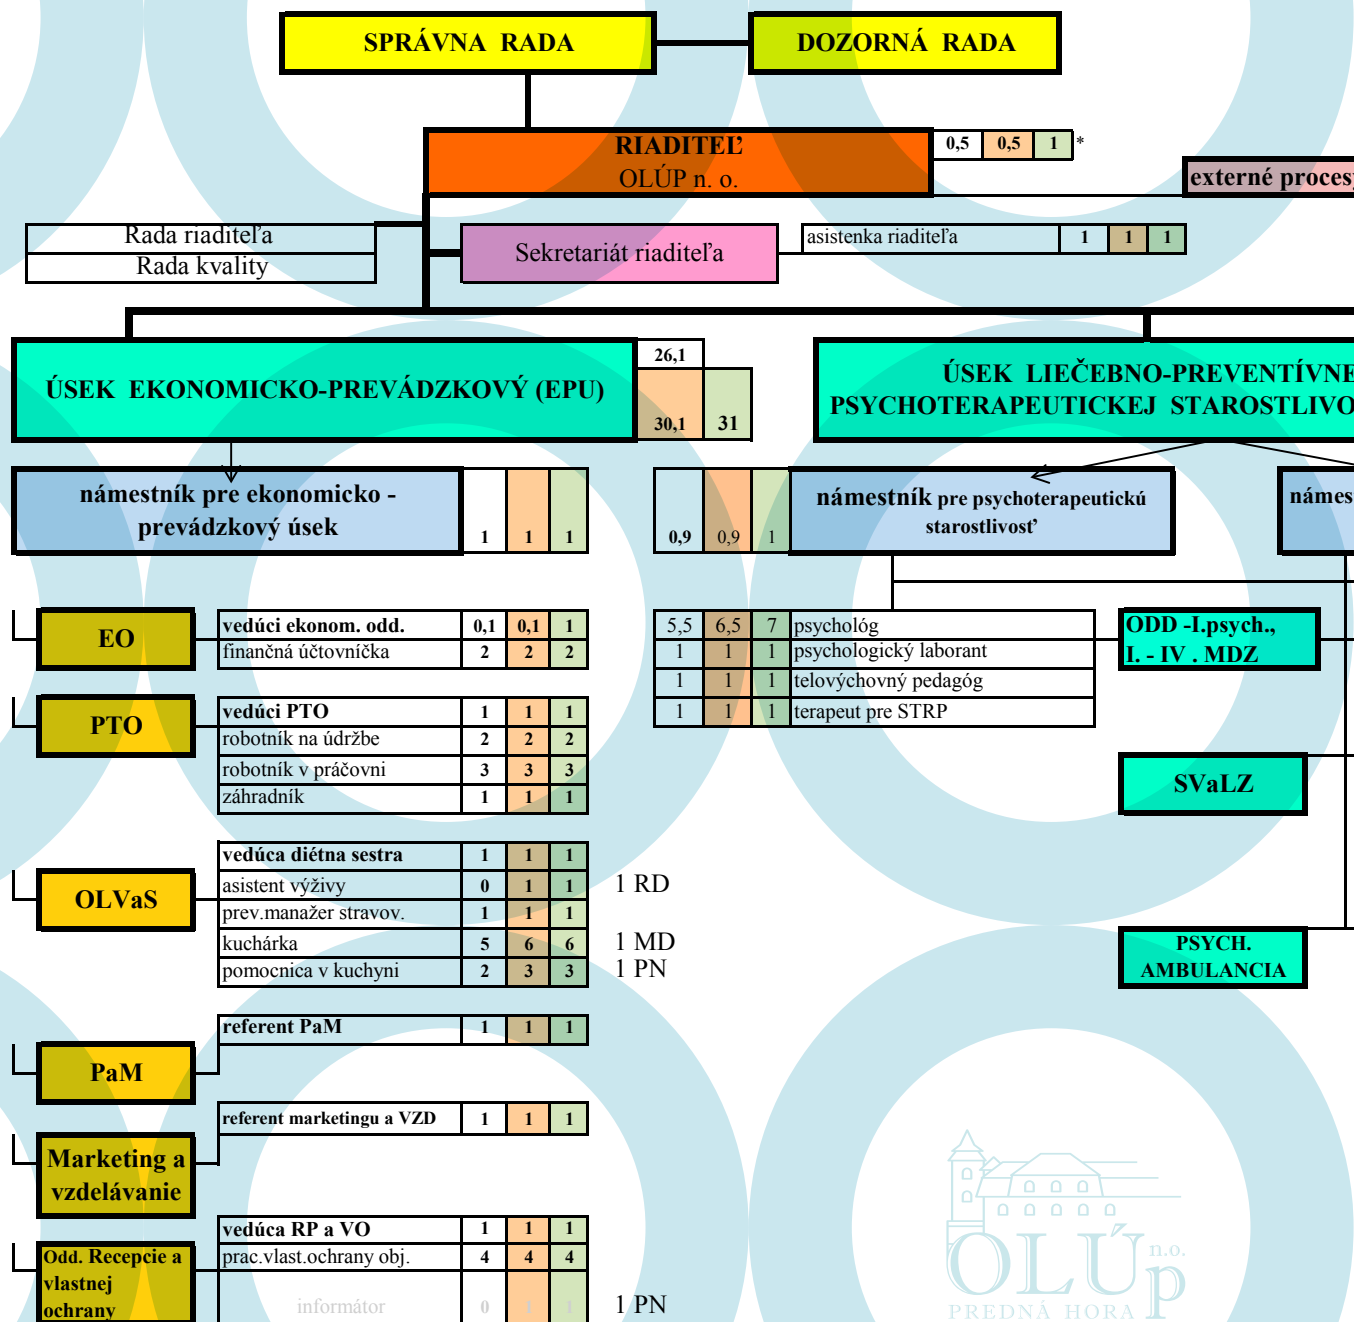 SPRÁVNA RADA
DOZORNÁ RADA
RIADITEĽ
OLÚP n. o.
0,5 0,5 1 *
externé procesy
Rada riaditeľa
Rada kvality
Sekretariát riaditeľa
asistenka riaditeľa 1 1 1
ÚSEK EKONOMICKO-PREVÁDZKOVÝ (EPU)
26,1
30,1 31
ÚSEK LIEČEBNO-PREVENTÍVNE
PSYCHOTERAPEUTICKEJ STAROSTLIVO
námestník pre ekonomicko -
prevádzkový úsek
1 1 1
0,9 0,9 1
námestník pre psychoterapeutickú
starostlivosť
námes
EO
vedúci ekonom. odd. 0,1 0,1 1
finančná účtovníčka 2 2 2
5,5 6,5 7 psychológ
1 1 1 psychologický laborant
1 1 1 telovýchovný pedagóg
1 1 1 terapeut pre STRP
ODD -I.psych.,
I. - IV . MDZ
PTO
vedúci PTO 1 1 1
robotník na údržbe 2 2 2
robotník v práčovni 3 3 3
záhradník 1 1 1
SVaLZ
OLVaS
vedúca diétna sestra 1 1 1
asistent výživy 0 1 1 1 RD
prev.manažer stravov. 1 1 1
kuchárka 5 6 6 1 MD
pomocnica v kuchyni 2 3 3 1 PN
PSYCH.
AMBULANCIA
PaM
referent PaM 1 1 1
Marketing a
vzdelávanie
referent marketingu a VZD 1 1 1
Odd. Recepcie a
vlastnej
ochrany
vedúca RP a VO 1 1 1
prac.vlast.ochrany obj. 4 4 4
informátor 0 1 1 1 PN
OLÚp n.o.
PREDNÁ HORA